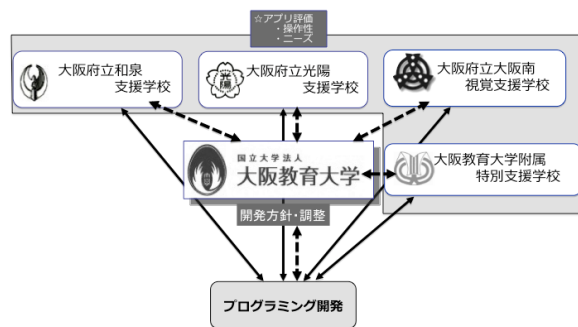 ☆アプリ評価
・操作性
・ニーズ
大阪府立和泉
支援学校
光陽
大阪府立光陽
支援学校
大阪府立大阪南
視覚支援学校
国立大学法人
大阪教育大学
大阪教育大学附属
特別支援学校
開発方針・調整
プログラミング開発